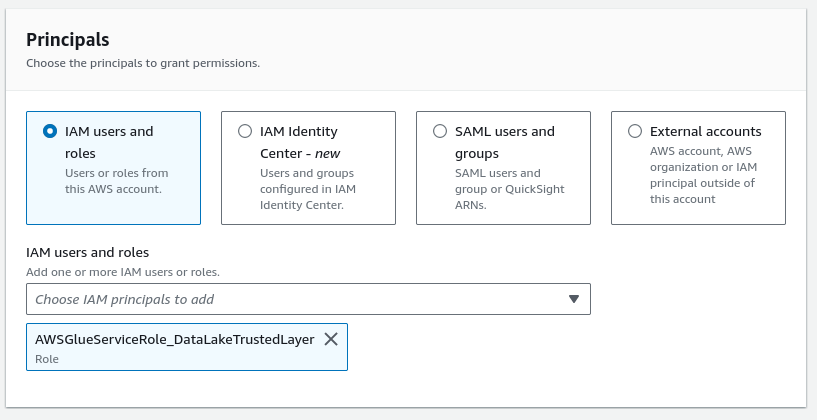 Principals
Choose the principals to grant permissions.
IAM users and
roles
Users or roles from
this AWS account.
IAM Identity
Center - new
Users and groups
configured in IAM
Identity Center.
SAML users and
groups
SAML users and
group or QuickSight
ARNs.
External accounts
AWS account, AWS
organization or IAM
principal outside of
this account
IAM users and roles
Add one or more IAM users or roles.
Choose IAM principals to add
AWSGlueServiceRole_DataLakeTrustedLayer
Role